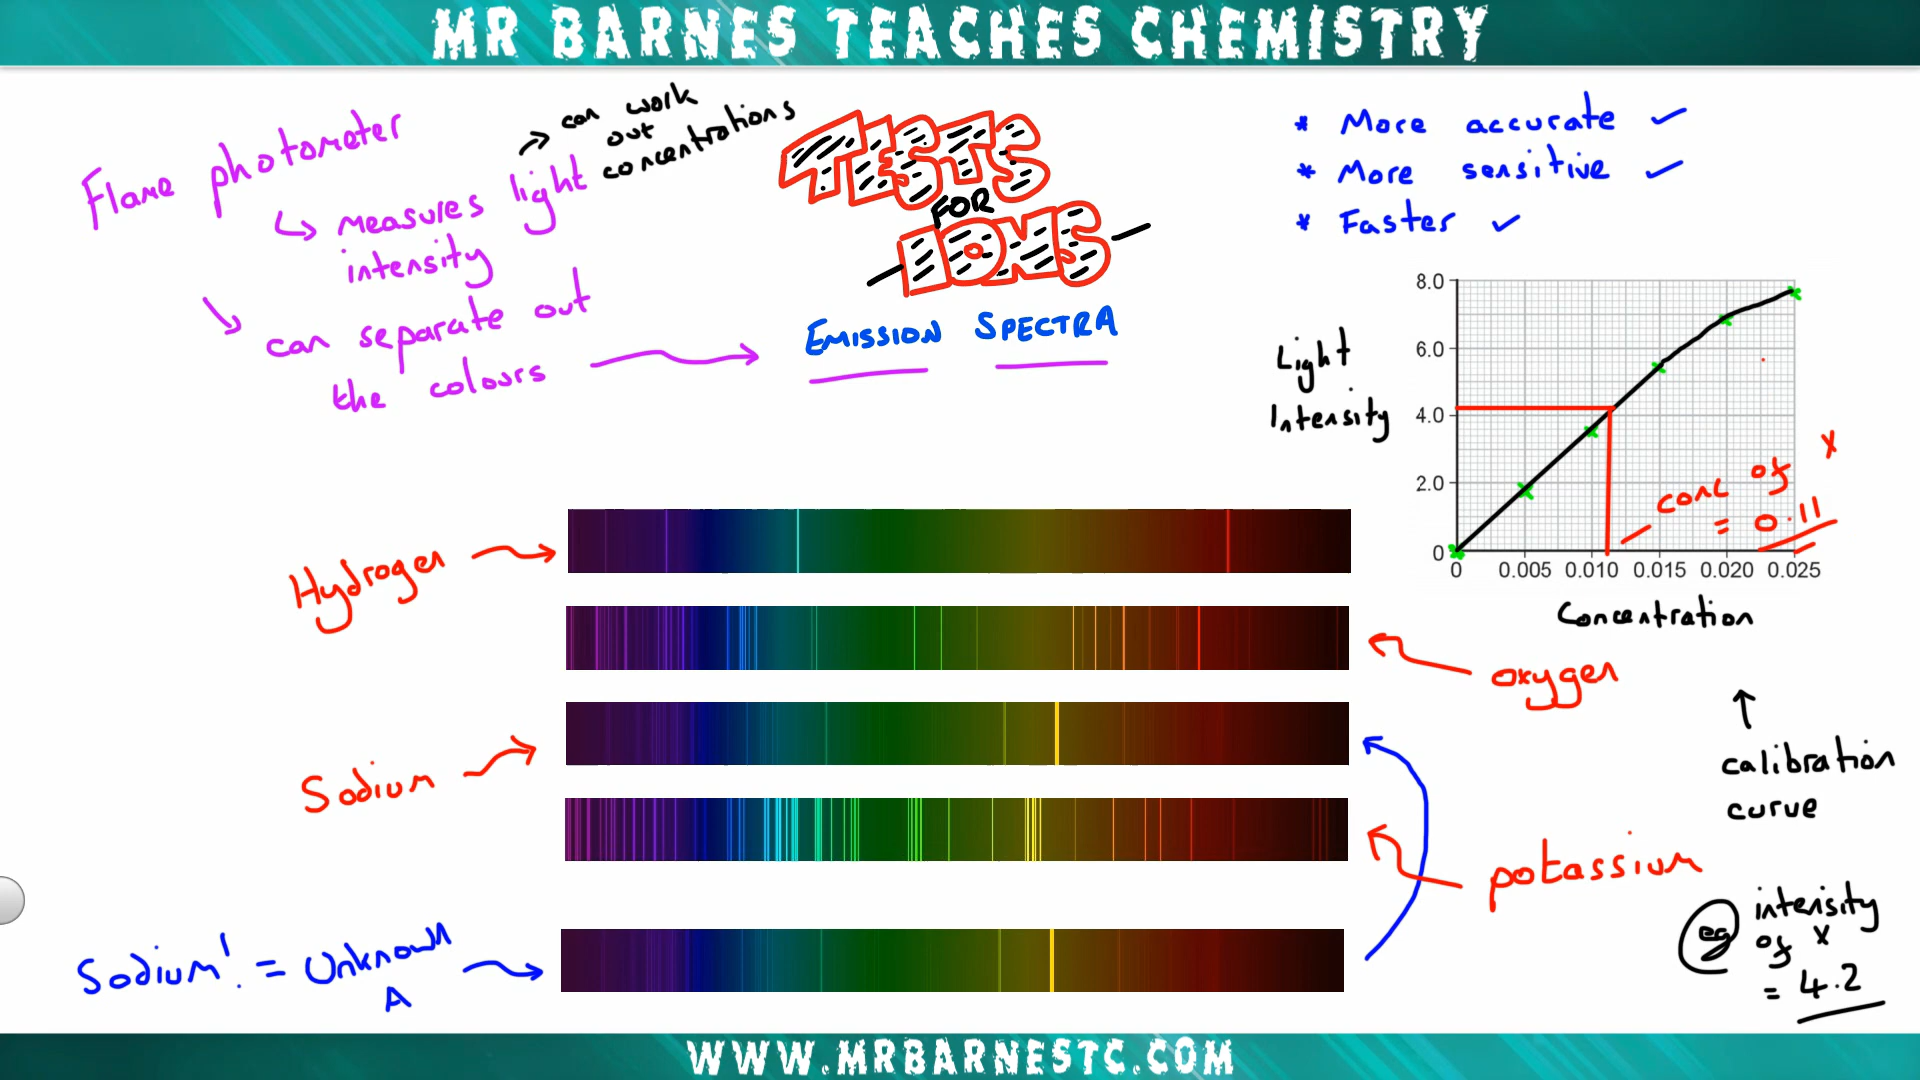 MR BARNES TEACHES CHEMISTRY
Flame photometer
↳ measures light
intensity
→ can work
out
concentrations
↘ can separate out
the colours
TESTS
FOR
IONS
EMISSION SPECTRA
* More accurate ✓
* More sensitive ✓
* Faster ✓
Light
Intensity
8.0
6.0
4.0
2.0
0
0 0.005 0.010 0.015 0.020 0.025
Concentration
conc of X
= 0.11
↑
calibration
curve
eg intensity
of X
= 4.2
Hydrogen
oxygen
Sodium
potassium
Sodium! = Unknown
A
WWW.MRBARNESTC.COM